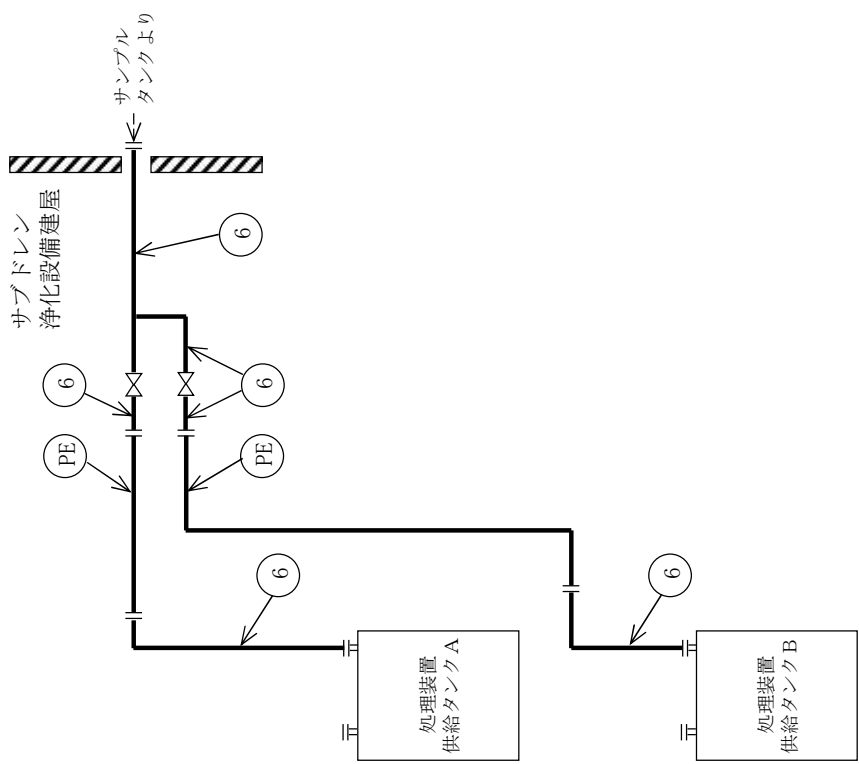 サンプル
タンクより
サブドレン
浄化設備建屋
6
6
6
PE
PE
6
6
処理装置
供給タンクA
処理装置
供給タンクB